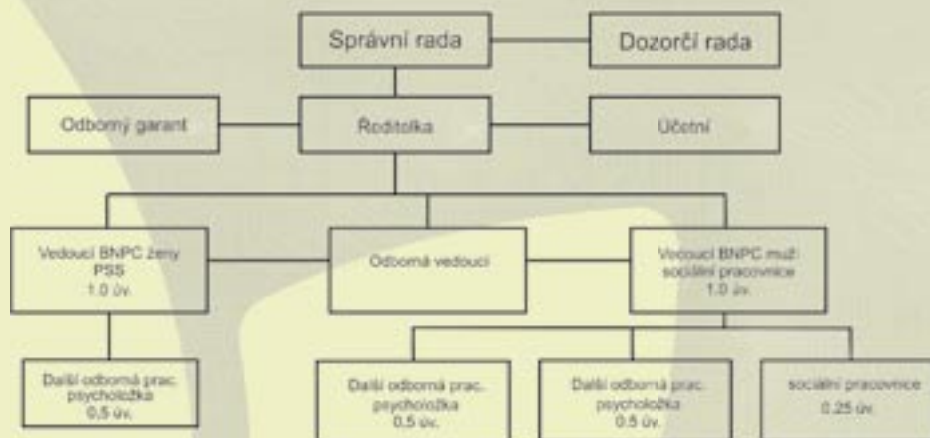 Správní rada
Dozorčí rada
Odborný garant
Ředitelka
Účetní
Vedoucí BNPC ženy
PSS
1.0 úv.
Odborná vedoucí
Vedoucí BNPC muži
sociální pracovnice
1.0 úv.
Další odborná prac.
psycholožka
0,5 úv.
Další odborná prac.
psycholožka
0.5 úv.
Další odborná prac.
psycholožka
0.5 úv.
sociální pracovnice
0.25 úv.